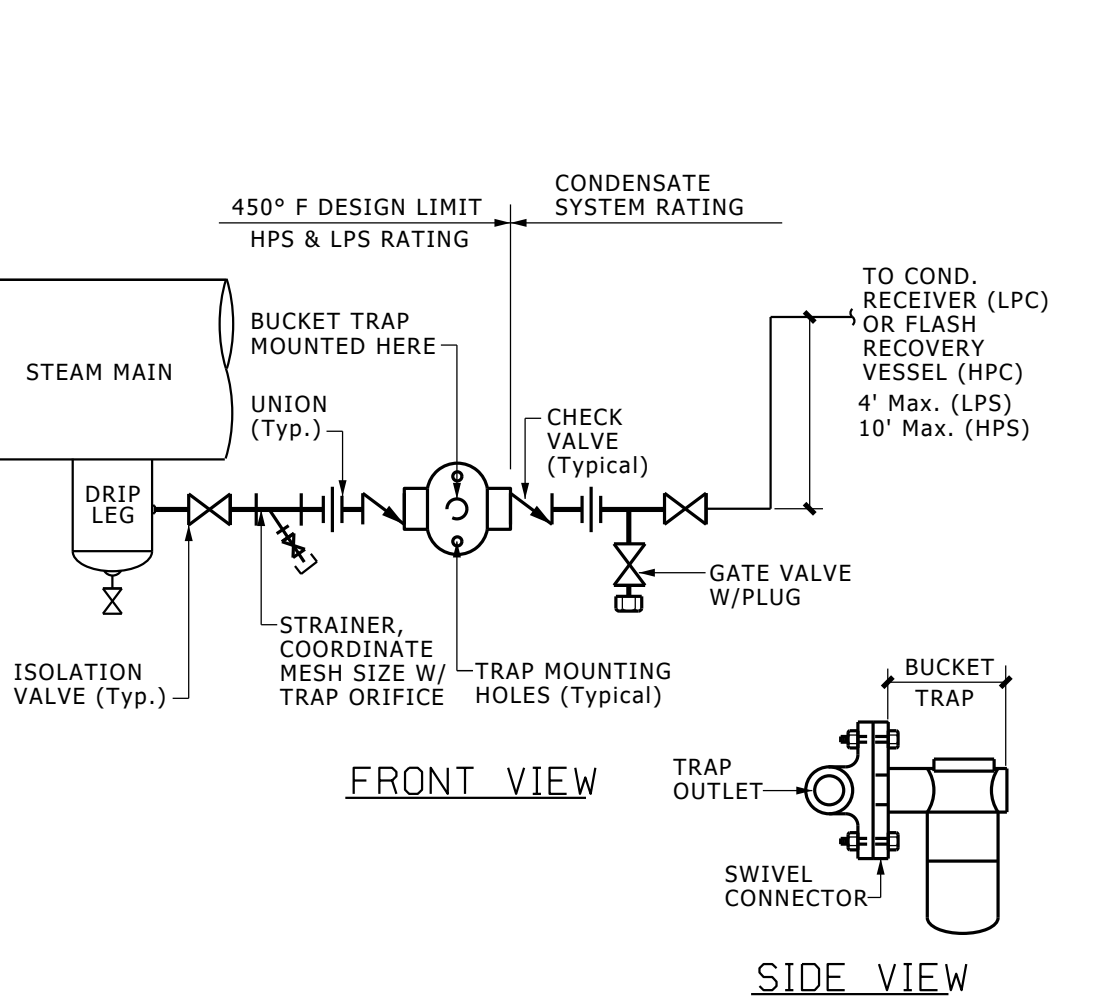 CONDENSATE
SYSTEM RATING
450° F DESIGN LIMIT
HPS & LPS RATING
TO COND.
RECEIVER (LPC)
OR FLASH
RECOVERY
VESSEL (HPC)
4' Max. (LPS)
10' Max. (HPS)
BUCKET TRAP
MOUNTED HERE
STEAM MAIN
UNION
(Typ.)
CHECK
VALVE
(Typical)
DRIP
LEG
GATE VALVE
W/PLUG
STRAINER,
COORDINATE
MESH SIZE W/
TRAP ORIFICE
ISOLATION
VALVE (Typ.)
TRAP MOUNTING
HOLES (Typical)
FRONT VIEW
BUCKET
TRAP
TRAP
OUTLET
SWIVEL
CONNECTOR
SIDE VIEW